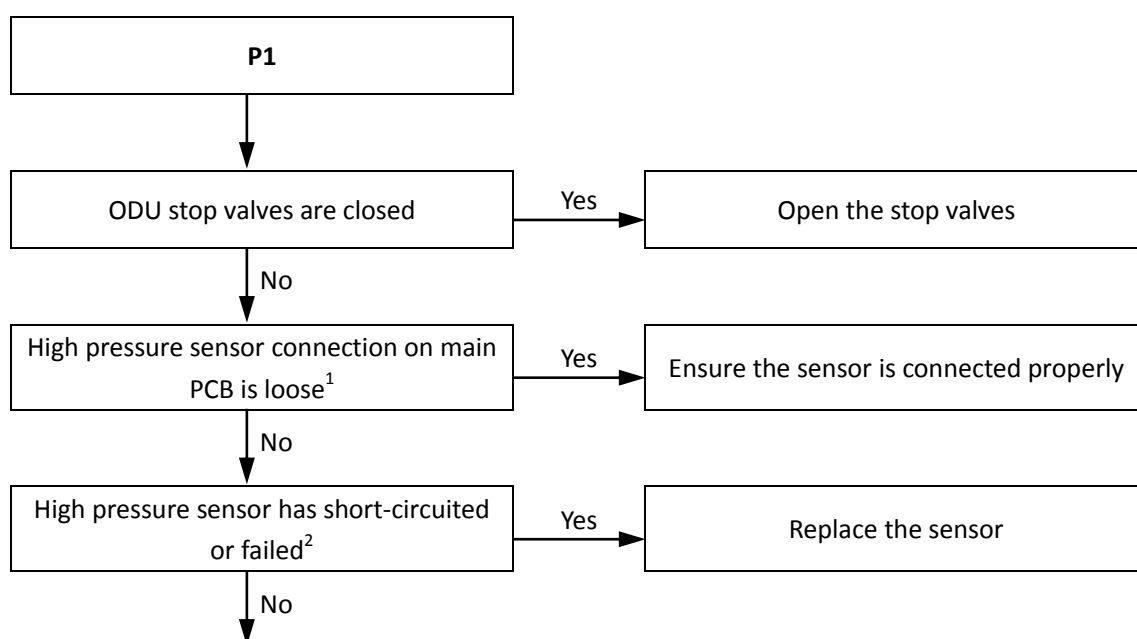 P1
ODU stop valves are closed
Yes
Open the stop valves
No
High pressure sensor connection on main
PCB is loose1
Yes
Ensure the sensor is connected properly
No
High pressure sensor has short-circuited
or failed2
Yes
Replace the sensor
No